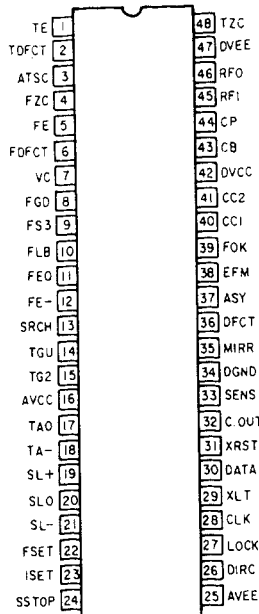 TE 1 48 TZC
TDFCT 2 47 DVEE
ATSC 3 46 RFO
FZC 4 45 RFI
FE 5 44 CP
FDFCT 6 43 CB
VC 7 42 DVCC
FGD 8 41 CC2
FS3 9 40 CC1
FLB 10 39 FOK
FEO 11 38 EFM
FE- 12 37 ASY
SRCH 13 36 DFCT
TGU 14 35 MIRR
TG2 15 34 DGND
AVCC 16 33 SENS
TAO 17 32 C.OUT
TA- 18 31 XRST
SL+ 19 30 DATA
SLO 20 29 XLT
SL- 21 28 CLK
FSET 22 27 LOCK
ISET 23 26 DIRC
SSTOP 24 25 AVEE